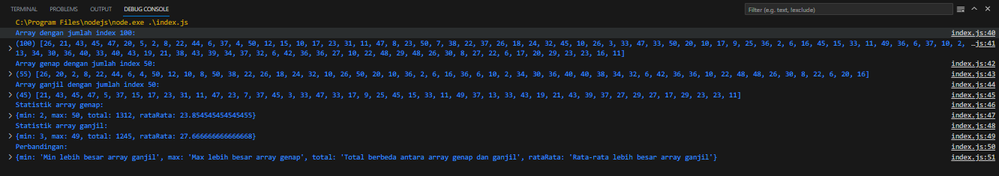 TERMINAL PROBLEMS OUTPUT DEBUG CONSOLE Filter (e.g. text, !exclude)
C:\Program Files\nodejs\node.exe .\index.js
Array dengan jumlah index 100: index.js:40
(100) [26, 21, 43, 45, 47, 20, 5, 2, 8, 22, 44, 6, 37, 4, 50, 12, 15, 10, 17, 23, 31, 11, 47, 8, 23, 50, 7, 38, 22, 37, 26, 18, 24, 32, 45, 10, 26, 3, 33, 47, 33, 50, 20, 10, 17, 9, 25, 36, 2, 6, 16, 45, 15, 33, 11, 49, 36, 6, 37, 10, 2, …js:41
13, 34, 30, 36, 40, 33, 40, 43, 19, 21, 38, 43, 39, 34, 37, 32, 6, 42, 36, 36, 27, 10, 22, 48, 29, 48, 26, 30, 8, 27, 22, 6, 17, 20, 29, 23, 23, 16, 11]
Array genap dengan jumlah index 50: index.js:42
(55) [26, 20, 2, 8, 22, 44, 6, 4, 50, 12, 10, 8, 50, 38, 22, 26, 18, 24, 32, 10, 26, 50, 20, 10, 36, 2, 6, 16, 36, 6, 10, 2, 34, 30, 36, 40, 40, 38, 34, 32, 6, 42, 36, 36, 10, 22, 48, 48, 26, 30, 8, 22, 6, 20, 16] index.js:43
Array ganjil dengan jumlah index 50: index.js:44
(45) [21, 43, 45, 47, 5, 37, 15, 17, 23, 31, 11, 47, 23, 7, 37, 45, 3, 33, 47, 33, 17, 9, 25, 45, 15, 33, 11, 49, 37, 13, 33, 43, 19, 21, 43, 39, 37, 27, 29, 27, 17, 29, 23, 23, 11] index.js:45
Statistik array genap: index.js:46
{min: 2, max: 50, total: 1312, rataRata: 23.854545454545455} index.js:47
Statistik array ganjil: index.js:48
{min: 3, max: 49, total: 1245, rataRata: 27.666666666666668} index.js:49
Perbandingan: index.js:50
{min: 'Min lebih besar array ganjil', max: 'Max lebih besar array genap', total: 'Total berbeda antara array genap dan ganjil', rataRata: 'Rata-rata lebih besar array ganjil'} index.js:51